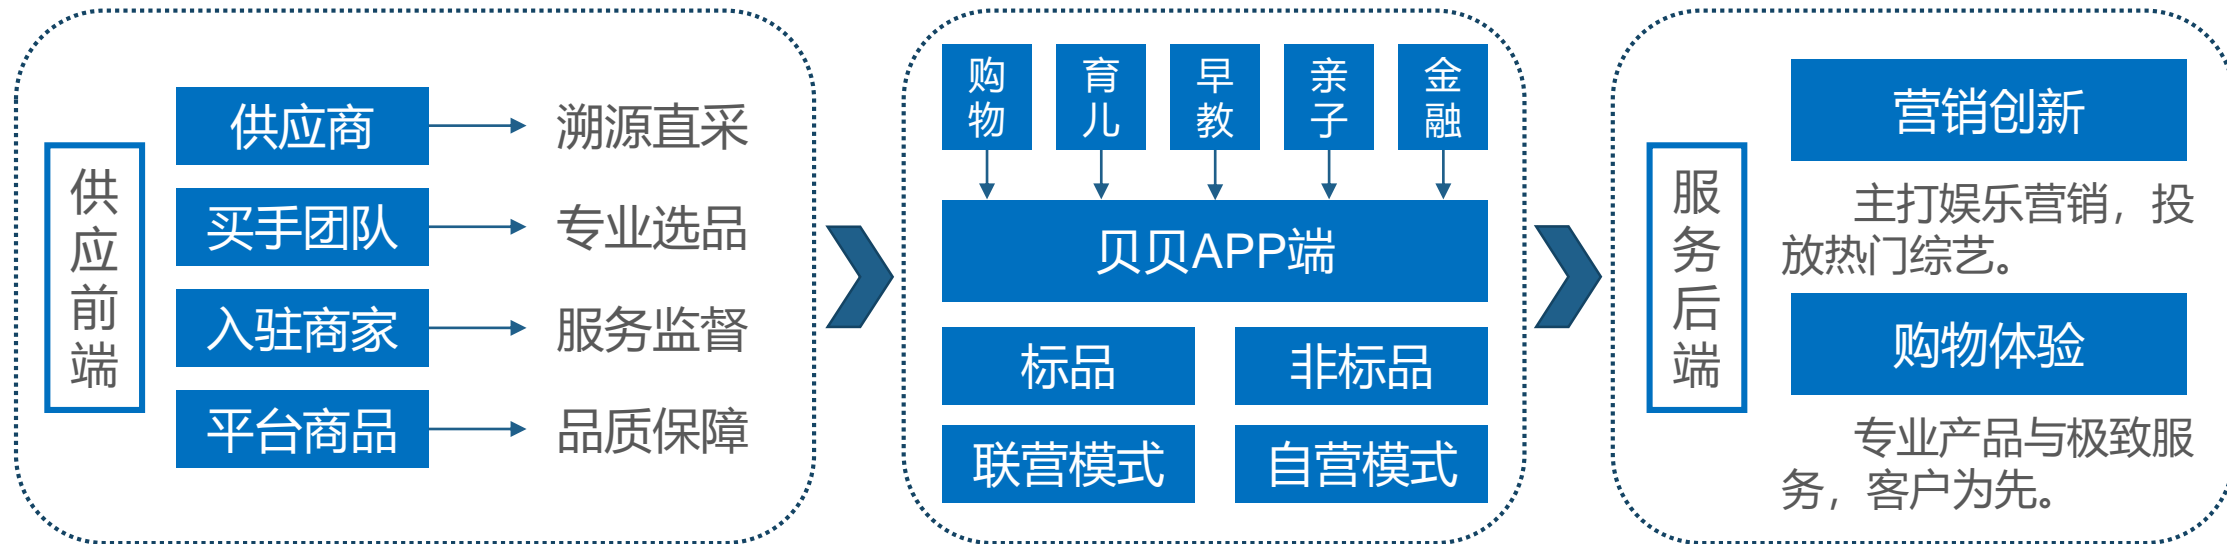 供应前端
供应商
溯源直采
买手团队
专业选品
入驻商家
服务监督
平台商品
品质保障
购物
育儿
早教
亲子
金融
贝贝APP端
标品
非标品
联营模式
自营模式
服务后端
营销创新
主打娱乐营销，投
放热门综艺。
购物体验
专业产品与极致服
务，客户为先。